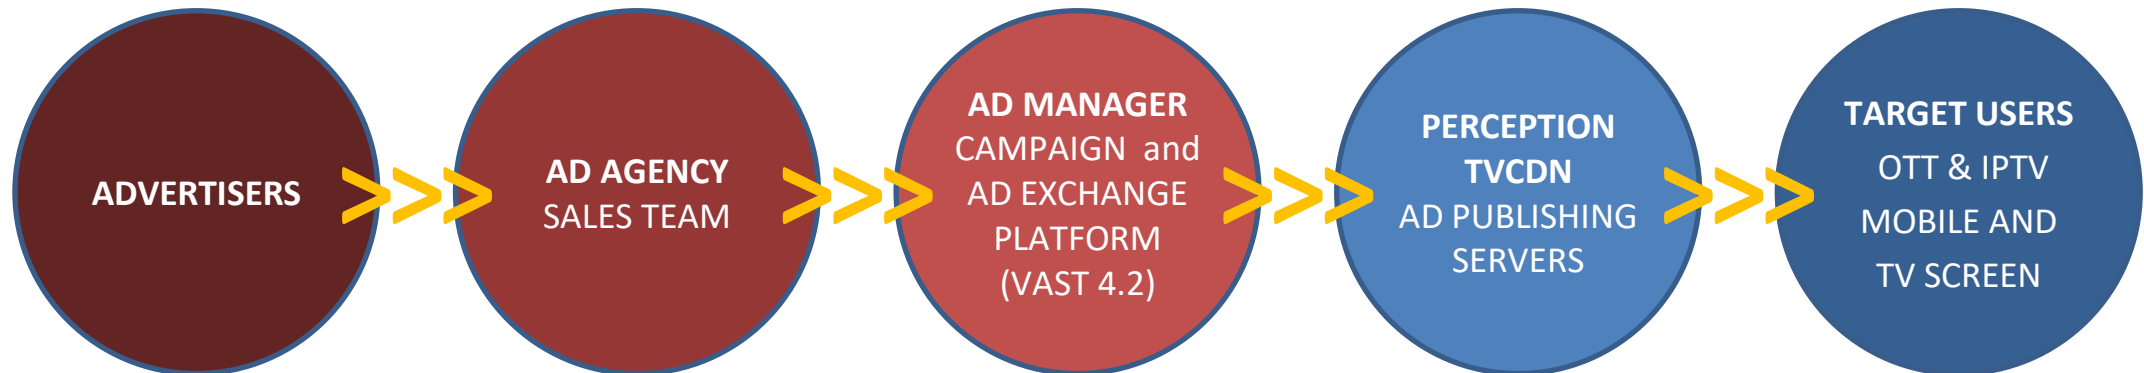 ADVERTISERS
>>>
AD AGENCY
SALES TEAM
>>>
AD MANAGER
CAMPAIGN and
AD EXCHANGE
PLATFORM
(VAST 4.2)
>>>
PERCEPTION
TVCDN
AD PUBLISHING
SERVERS
>>>
TARGET USERS
OTT & IPTV
MOBILE AND
TV SCREEN